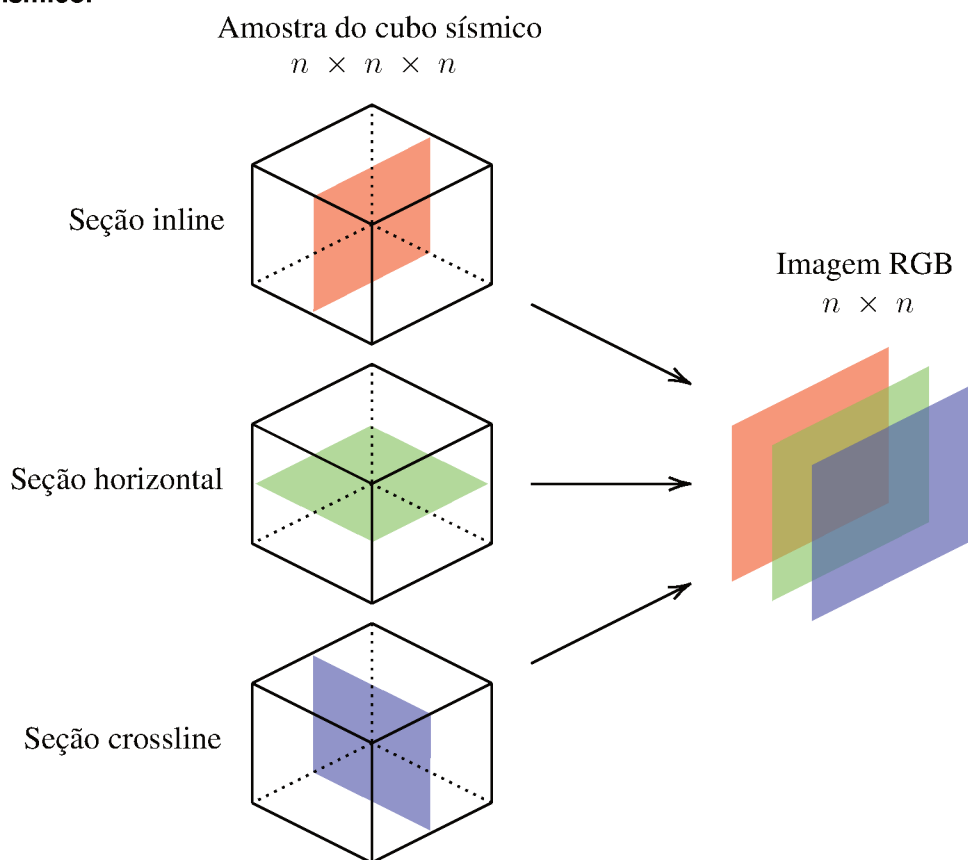 Amostra do cubo sísmico
n × n × n
Seção inline
Imagem RGB
n × n
Seção horizontal
Seção crossline